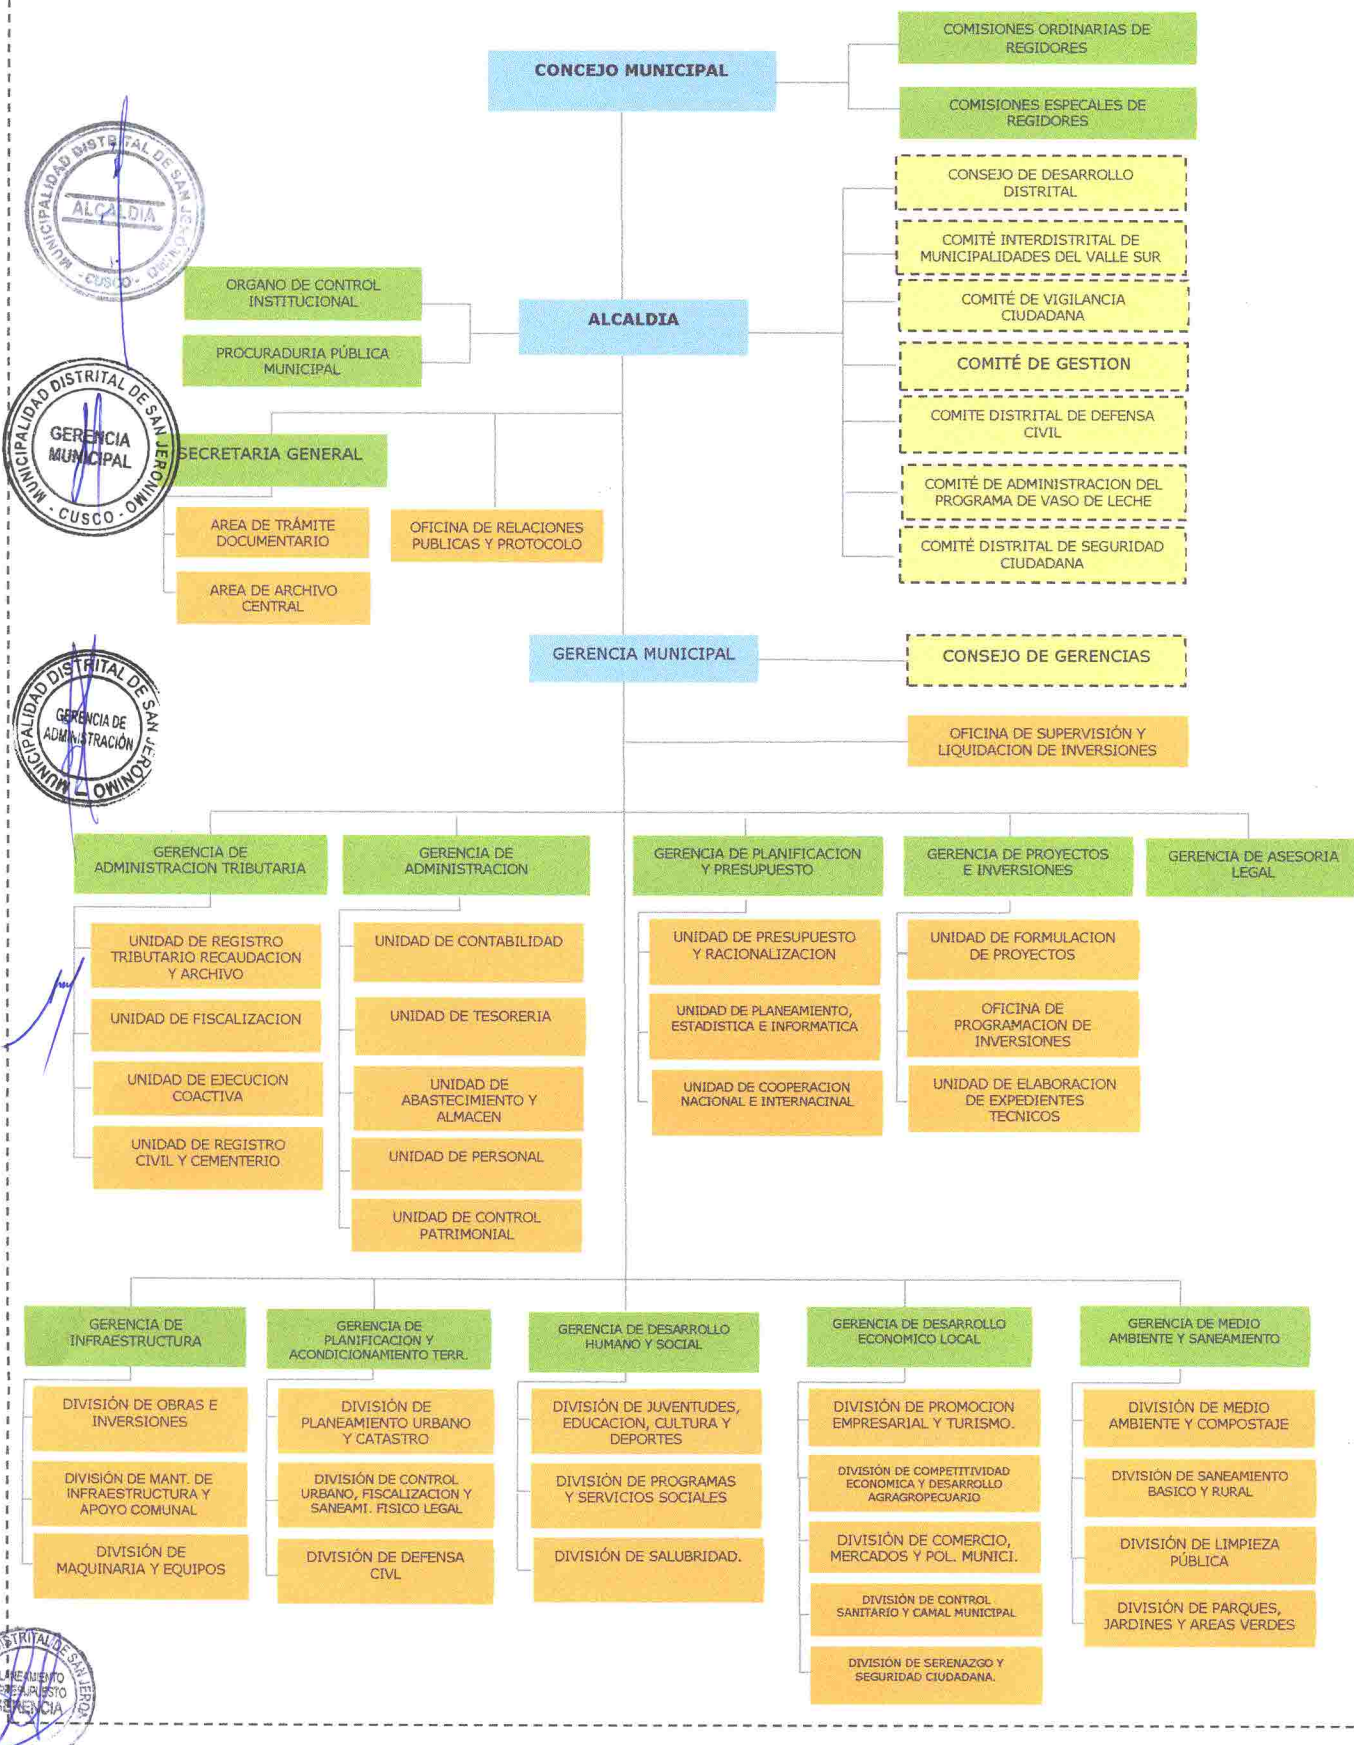 CONCEJO MUNICIPAL
COMISIONES ORDINARIAS DE
REGIDORES
COMISIONES ESPECALES DE
REGIDORES
MUNICIPALIDAD DISTRITAL DE SAN JERÓNIMO
ALCALDIA
- CUSCO -
CONSEJO DE DESARROLLO
DISTRITAL
COMITÉ INTERDISTRITAL DE
MUNICIPALIDADES DEL VALLE SUR
COMITÉ DE VIGILANCIA
CIUDADANA
COMITÉ DE GESTION
COMITE DISTRITAL DE DEFENSA
CIVIL
COMITÉ DE ADMINISTRACION DEL
PROGRAMA DE VASO DE LECHE
COMITÉ DISTRITAL DE SEGURIDAD
CIUDADANA
ORGANO DE CONTROL
INSTITUCIONAL
ALCALDIA
PROCURADURIA PÚBLICA
MUNICIPAL
MUNICIPALIDAD DISTRITAL DE SAN JERONIMO
GERENCIA
MUNICIPAL
- CUSCO -
SECRETARIA GENERAL
AREA DE TRÁMITE
DOCUMENTARIO
OFICINA DE RELACIONES
PUBLICAS Y PROTOCOLO
AREA DE ARCHIVO
CENTRAL
GERENCIA MUNICIPAL
CONSEJO DE GERENCIAS
MUNICIPALIDAD DISTRITAL DE SAN JERÓNIMO
GERENCIA DE
ADMINISTRACIÓN
OFICINA DE SUPERVISIÓN Y
LIQUIDACION DE INVERSIONES
GERENCIA DE
ADMINISTRACION TRIBUTARIA
GERENCIA DE
ADMINISTRACION
GERENCIA DE PLANIFICACION
Y PRESUPUESTO
GERENCIA DE PROYECTOS
E INVERSIONES
GERENCIA DE ASESORIA
LEGAL
UNIDAD DE REGISTRO
TRIBUTARIO RECAUDACION
Y ARCHIVO
UNIDAD DE FISCALIZACION
UNIDAD DE EJECUCION
COACTIVA
UNIDAD DE REGISTRO
CIVIL Y CEMENTERIO
UNIDAD DE CONTABILIDAD
UNIDAD DE TESORERIA
UNIDAD DE
ABASTECIMIENTO Y
ALMACEN
UNIDAD DE PERSONAL
UNIDAD DE CONTROL
PATRIMONIAL
UNIDAD DE PRESUPUESTO
Y RACIONALIZACION
UNIDAD DE PLANEAMIENTO,
ESTADISTICA E INFORMATICA
UNIDAD DE COOPERACION
NACIONAL E INTERNACINAL
UNIDAD DE FORMULACION
DE PROYECTOS
OFICINA DE
PROGRAMACION DE
INVERSIONES
UNIDAD DE ELABORACION
DE EXPEDIENTES
TECNICOS
GERENCIA DE
INFRAESTRUCTURA
GERENCIA DE
PLANIFICACION Y
ACONDICIONAMIENTO TERR.
GERENCIA DE DESARROLLO
HUMANO Y SOCIAL
GERENCIA DE DESARROLLO
ECONOMICO LOCAL
GERENCIA DE MEDIO
AMBIENTE Y SANEAMIENTO
DIVISIÓN DE OBRAS E
INVERSIONES
DIVISIÓN DE MANT. DE
INFRAESTRUCTURA Y
APOYO COMUNAL
DIVISIÓN DE
MAQUINARIA Y EQUIPOS
DIVISIÓN DE
PLANEAMIENTO URBANO
Y CATASTRO
DIVISIÓN DE CONTROL
URBANO, FISCALIZACION Y
SANEAMI. FISICO LEGAL
DIVISIÓN DE DEFENSA
CIVL
DIVISIÓN DE JUVENTUDES,
EDUCACION, CULTURA Y
DEPORTES
DIVISIÓN DE PROGRAMAS
Y SERVICIOS SOCIALES
DIVISIÓN DE SALUBRIDAD.
DIVISIÓN DE PROMOCION
EMPRESARIAL Y TURISMO.
DIVISIÓN DE COMPETITIVIDAD
ECONOMICA Y DESARROLLO
AGRAGROPECUARIO
DIVISIÓN DE COMERCIO,
MERCADOS Y POL. MUNICI.
DIVISIÓN DE CONTROL
SANITARIO Y CAMAL MUNICIPAL
DIVISIÓN DE SERENAZGO Y
SEGURIDAD CIUDADANA.
DIVISIÓN DE MEDIO
AMBIENTE Y COMPOSTAJE
DIVISIÓN DE SANEAMIENTO
BASICO Y RURAL
DIVISIÓN DE LIMPIEZA
PÚBLICA
DIVISIÓN DE PARQUES,
JARDINES Y AREAS VERDES
DE SAN
GERENCIA